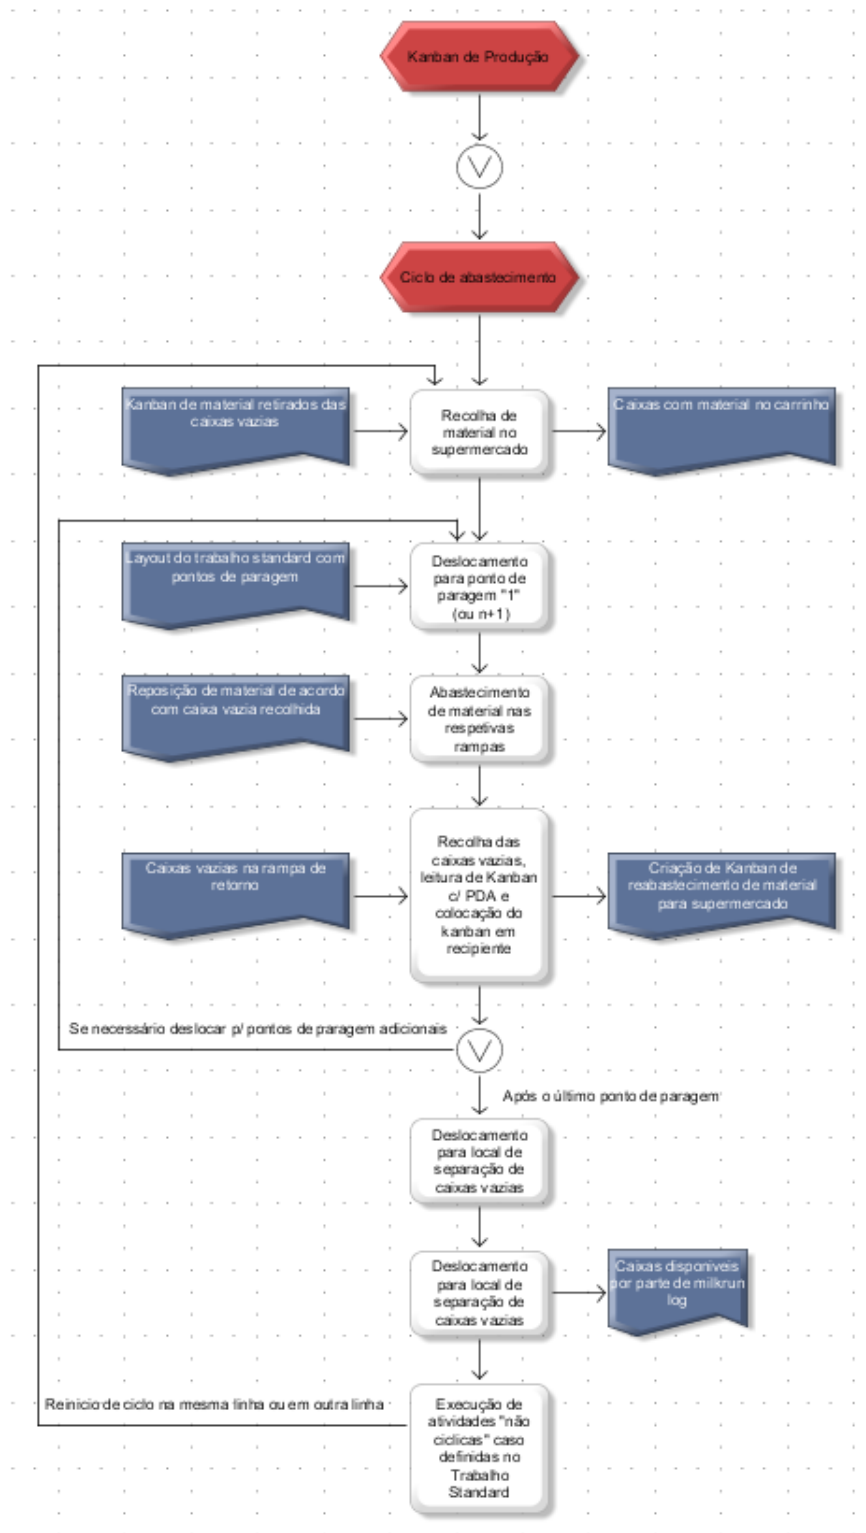 Kanban de Produção
V
Ciclo de abastecimento
Kanban de material retirados das
caixas vazias
Recolha de
material no
supermercado
Caixas com material no carrinho
Layout do trabalho standard com
pontos de paragem
Deslocamento
para ponto de
paragem "1"
(ou n+1)
Reposição de material de acordo
com caixa vazia recolhida
Abastecimento
de material nas
respetivas
rampas
Caixas vazias na rampa de
retorno
Recolha das
caixas vazias,
leitura de Kanban
c/ PDA e
colocação do
kanban em
recipiente
Criação de Kanban de
reabastecimento de material
para supermercado
Se necessário deslocar p/ pontos de paragem adicionais
V
Após o último ponto de paragem
Deslocamento
para local de
separação de
caixas vazias
Deslocamento
para local de
separação de
caixas vazias
Caixas disponiveis
por parte de milkrun
log
Reinicio de ciclo na mesma linha ou em outra linha
Execução de
atividades "não
ciclicas" caso
definidas no
Trabalho
Standard